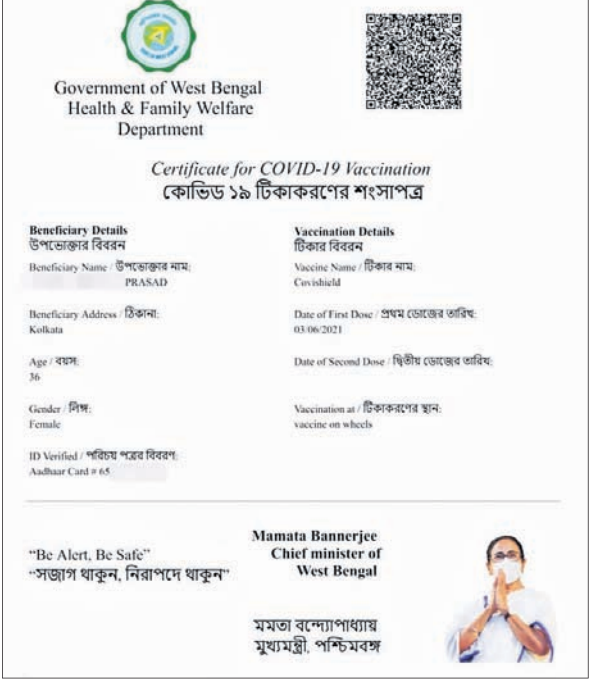 Government of West Bengal
Health & Family Welfare
Department
Certificate for COVID-19 Vaccination
কোভিড ১৯ টিকাকরণের শংসাপত্র
Beneficiary Details
উপভোক্তার বিবরন
Beneficiary Name / উপভোক্তার নাম:
PRASAD
Beneficiary Address / ঠিকানা:
Kolkata
Age / বয়স:
36
Gender / লিঙ্গ:
Female
ID Verified / পরিচয় পত্রের বিবরণ:
Aadhaar Card # 65
Vaccination Details
টিকার বিবরন
Vaccine Name / টিকার নাম:
Covishield
Date of First Dose / প্রথম ডোজের তারিখ:
03/06/2021
Date of Second Dose / দ্বিতীয় ডোজের তারিখ:
Vaccination at / টিকাকরণের স্থান:
vaccine on wheels
“Be Alert, Be Safe”
“সজাগ থাকুন, নিরাপদে থাকুন”
Mamata Bannerjee
Chief minister of
West Bengal
মমতা বন্দ্যোপাধ্যায়
মুখ্যমন্ত্রী, পশ্চিমবঙ্গ